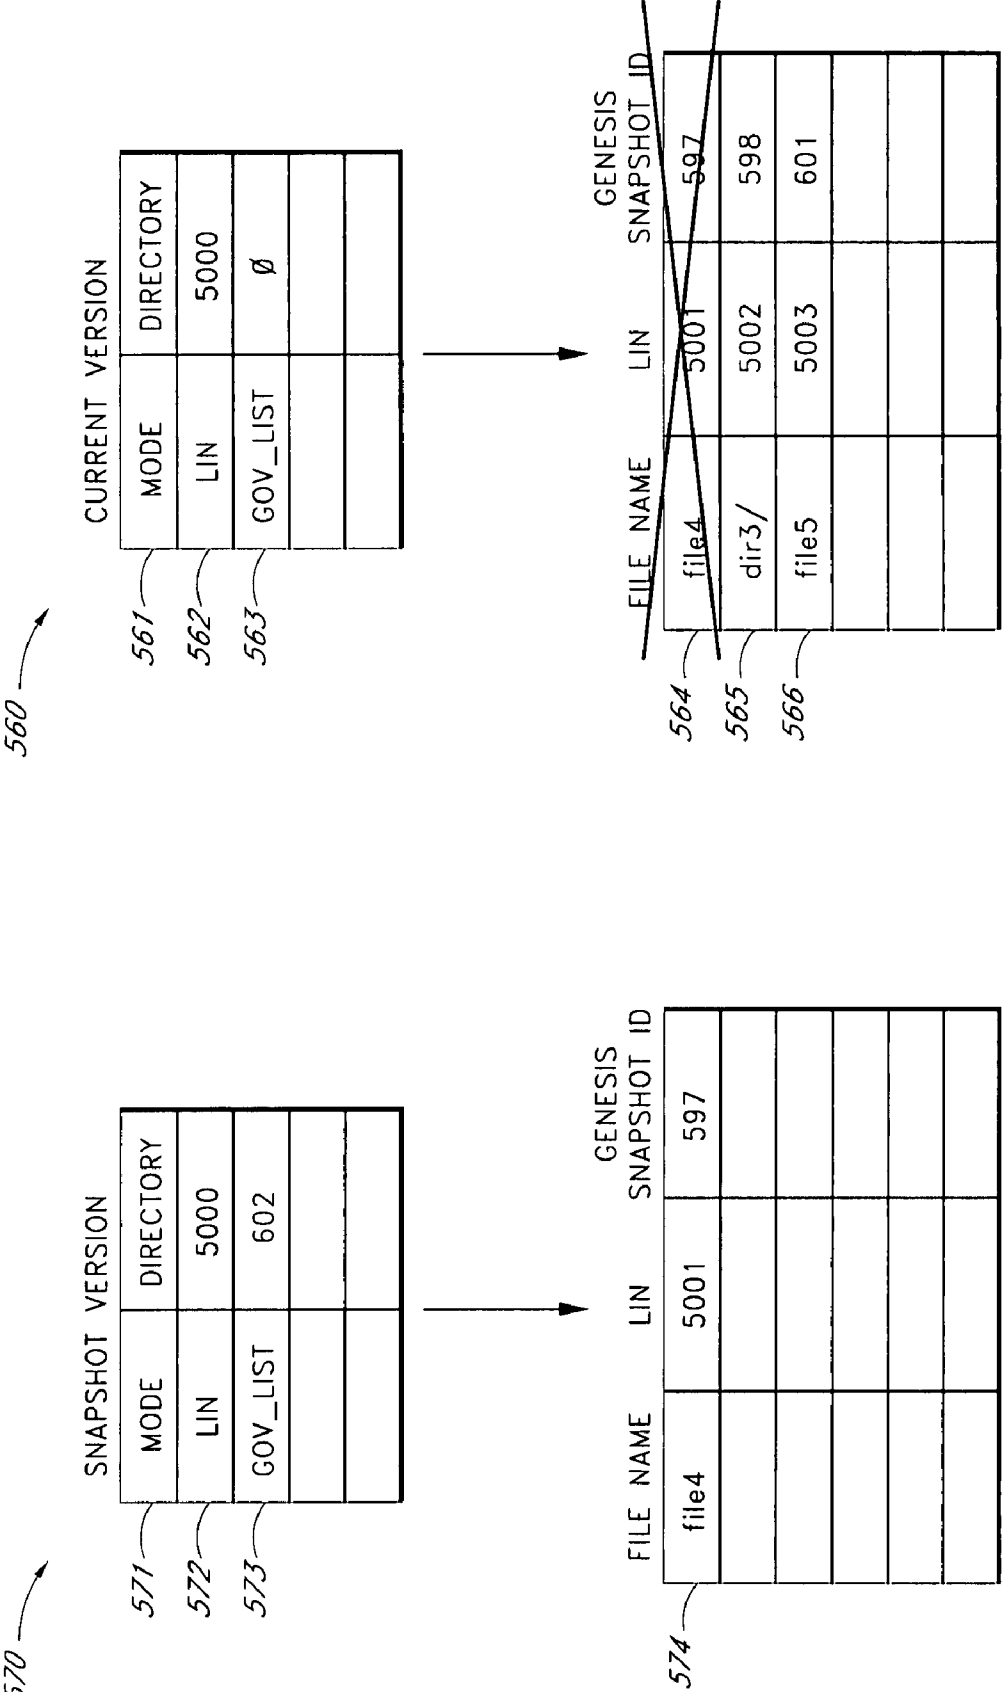 570
SNAPSHOT VERSION
571 MODE DIRECTORY
572 LIN 5000
573 GOV_LIST 602
GENESIS
FILE NAME LIN SNAPSHOT ID
574 file4 5001 597
560
CURRENT VERSION
561 MODE DIRECTORY
562 LIN 5000
563 GOV_LIST Ø
GENESIS
FILE NAME LIN SNAPSHOT ID
564 file4 5001 597
565 dir3/ 5002 598
566 file5 5003 601